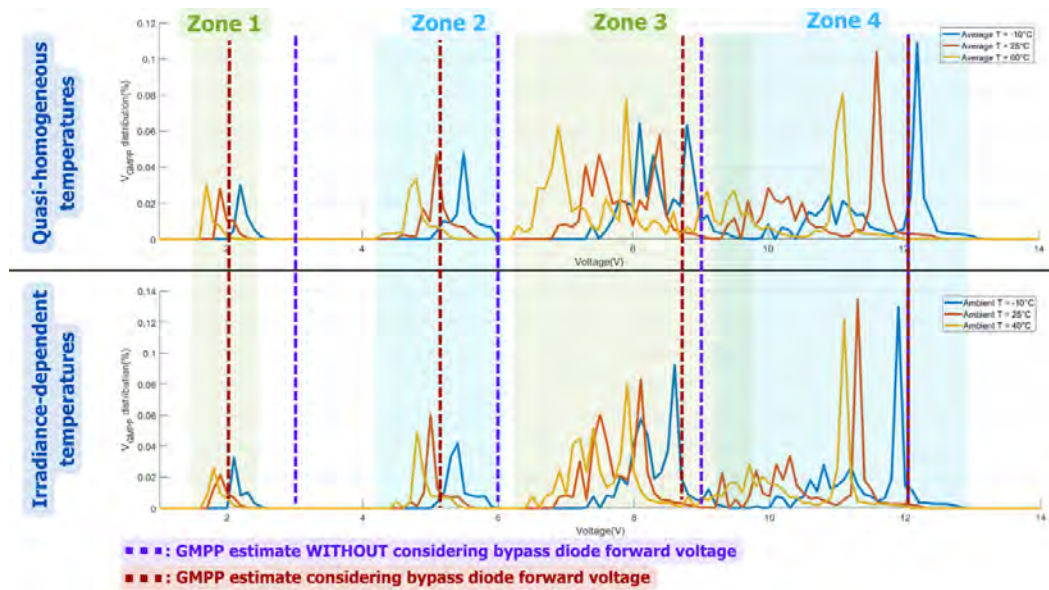 Zone 1
Zone 2
Zone 3
Zone 4
Quasi-homogeneous
temperatures
V_GMPP distribution(%)
0.12
0.1
0.08
0.06
0.04
0.02
0
4
6
8
10
12
14
Voltage(V)
Average T = -10°C
Average T = 25°C
Average T = 60°C
Irradiance-dependent
temperatures
V_GMPP distribution(%)
0.14
0.12
0.1
0.08
0.06
0.04
0.02
0
2
4
6
8
10
12
14
Voltage(V)
Ambient T = -10°C
Ambient T = 25°C
Ambient T = 40°C
: GMPP estimate WITHOUT considering bypass diode forward voltage
: GMPP estimate considering bypass diode forward voltage